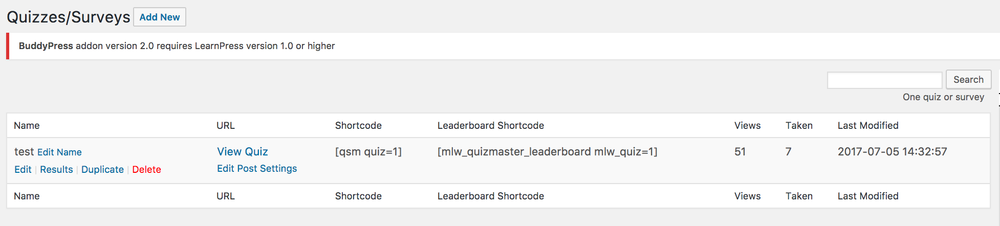 Quizzes/Surveys Add New
BuddyPress addon version 2.0 requires LearnPress version 1.0 or higher
Search
One quiz or survey
Name URL Shortcode Leaderboard Shortcode Views Taken Last Modified
test Edit Name View Quiz [qsm quiz=1] [mlw_quizmaster_leaderboard mlw_quiz=1] 51 7 2017-07-05 14:32:57
Edit | Results | Duplicate | Delete Edit Post Settings
Name URL Shortcode Leaderboard Shortcode Views Taken Last Modified